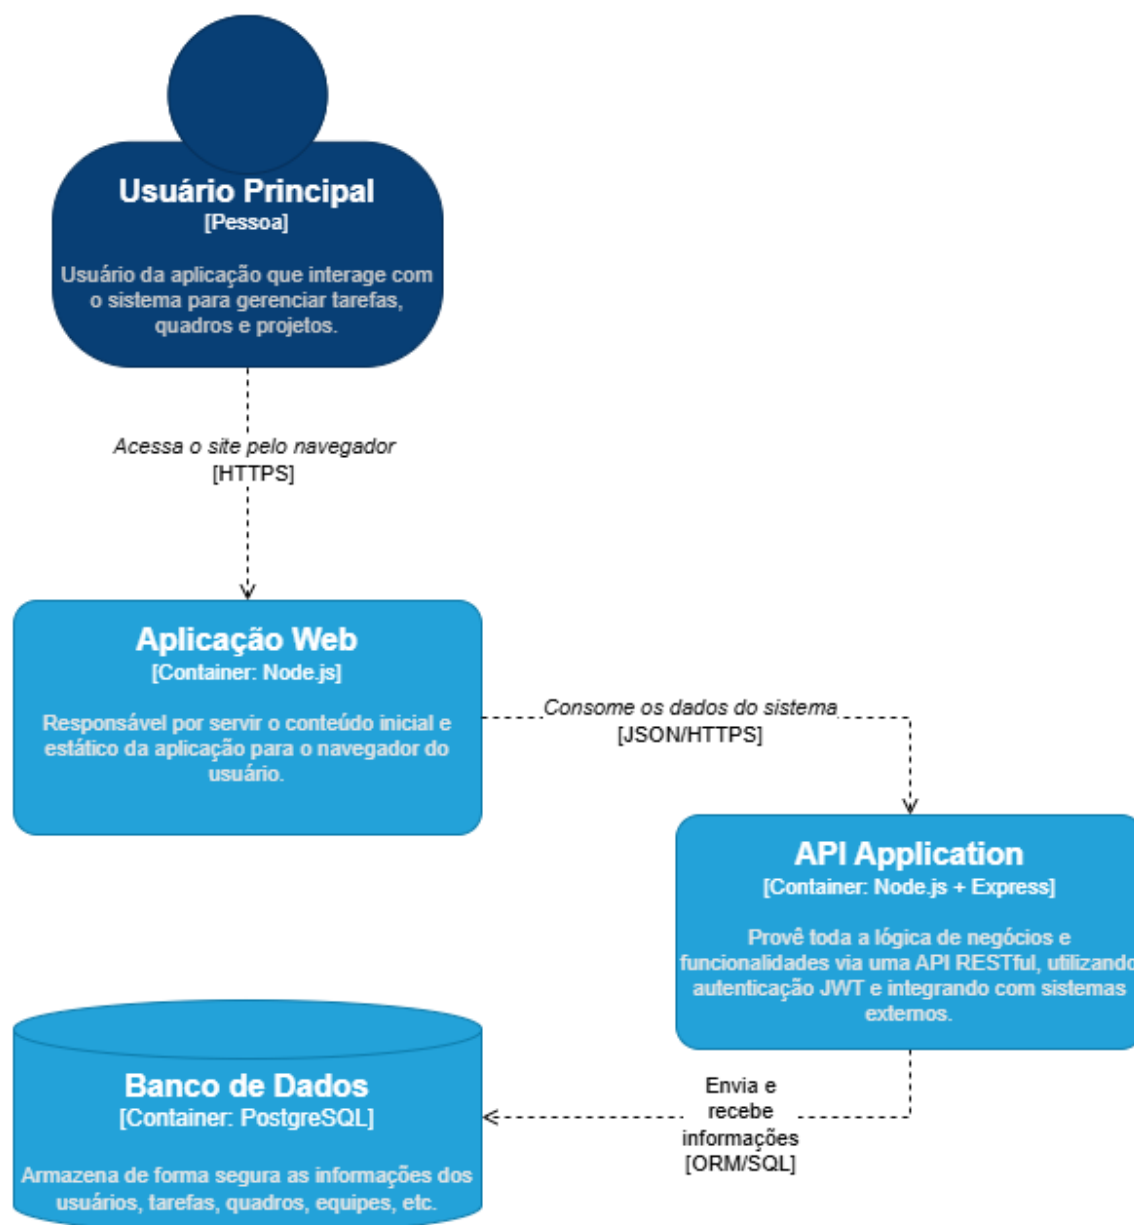 Usuário Principal
[Pessoa]
Usuário da aplicação que interage com
o sistema para gerenciar tarefas,
quadros e projetos.
Acessa o site pelo navegador
[HTTPS]
Aplicação Web
[Container: Node.js]
Responsável por servir o conteúdo inicial e
estático da aplicação para o navegador do
usuário.
Consome os dados do sistema
[JSON/HTTPS]
API Application
[Container: Node.js + Express]
Provê toda a lógica de negócios e
funcionalidades via uma API RESTful, utilizando
autenticação JWT e integrando com sistemas
externos.
Envia e
recebe
informações
[ORM/SQL]
Banco de Dados
[Container: PostgreSQL]
Armazena de forma segura as informações dos
usuários, tarefas, quadros, equipes, etc.